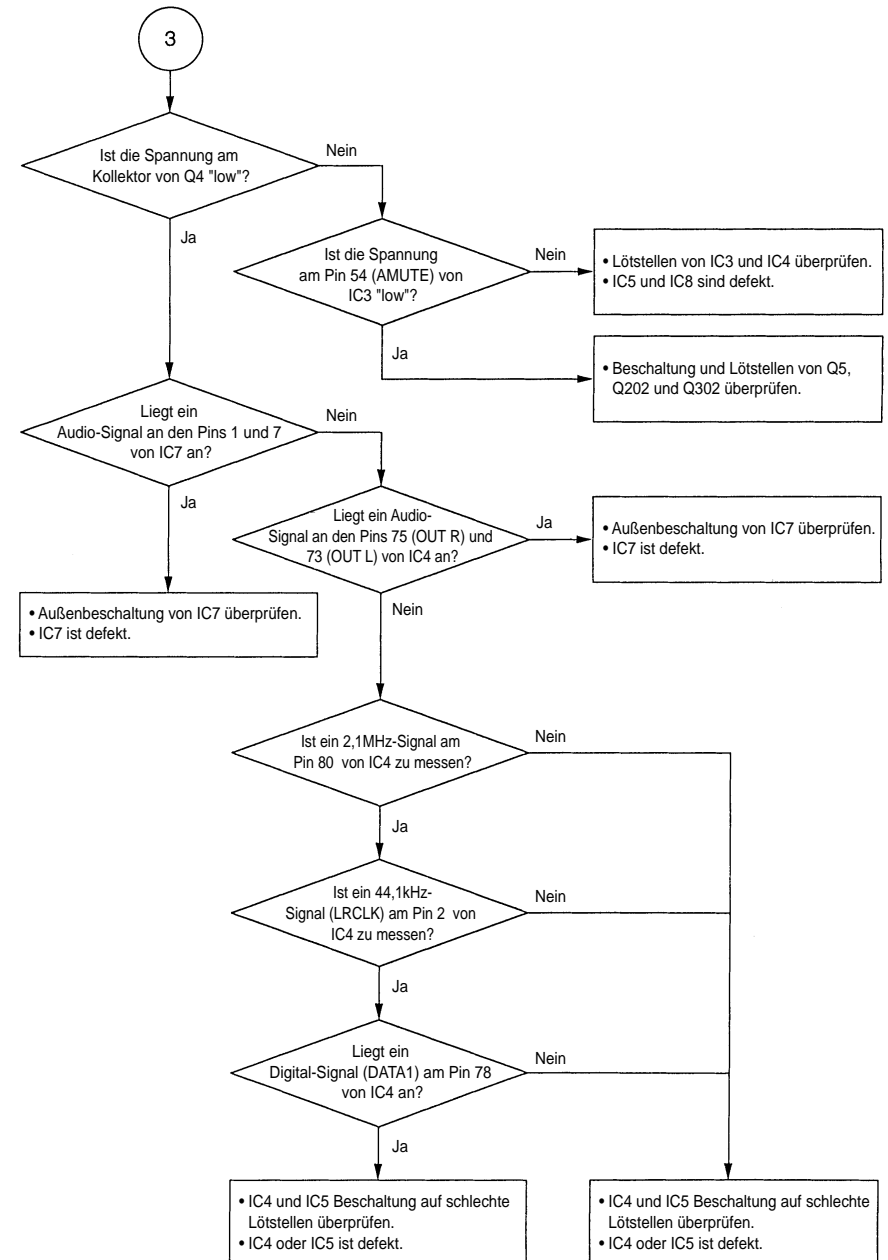 3
Ist die Spannung am
Kollektor von Q4 "low"?
Nein
Ja
Ist die Spannung
am Pin 54 (AMUTE) von
IC3 "low"?
Nein
• Lötstellen von IC3 und IC4 überprüfen.
• IC5 und IC8 sind defekt.
Ja
• Beschaltung und Lötstellen von Q5,
Q202 und Q302 überprüfen.
Liegt ein
Audio-Signal an den Pins 1 und 7
von IC7 an?
Nein
Ja
Liegt ein Audio-
Signal an den Pins 75 (OUT R) und
73 (OUT L) von IC4 an?
Ja
• Außenbeschaltung von IC7 überprüfen.
• IC7 ist defekt.
• Außenbeschaltung von IC7 überprüfen.
• IC7 ist defekt.
Nein
Ist ein 2,1MHz-Signal am
Pin 80 von IC4 zu messen?
Nein
Ja
Ist ein 44,1kHz-
Signal (LRCLK) am Pin 2 von
IC4 zu messen?
Nein
Ja
Liegt ein
Digital-Signal (DATA1) am Pin 78
von IC4 an?
Nein
Ja
• IC4 und IC5 Beschaltung auf schlechte
Lötstellen überprüfen.
• IC4 oder IC5 ist defekt.
• IC4 und IC5 Beschaltung auf schlechte
Lötstellen überprüfen.
• IC4 oder IC5 ist defekt.